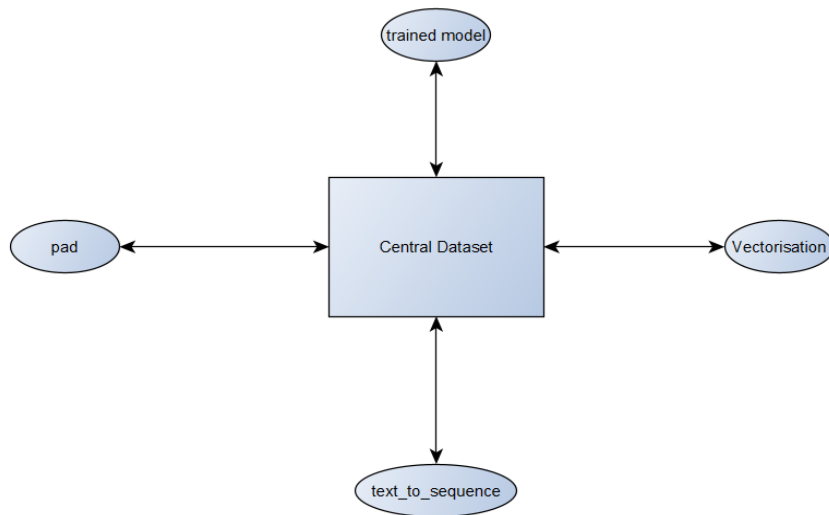 trained model
pad
Central Dataset
Vectorisation
text_to_sequence